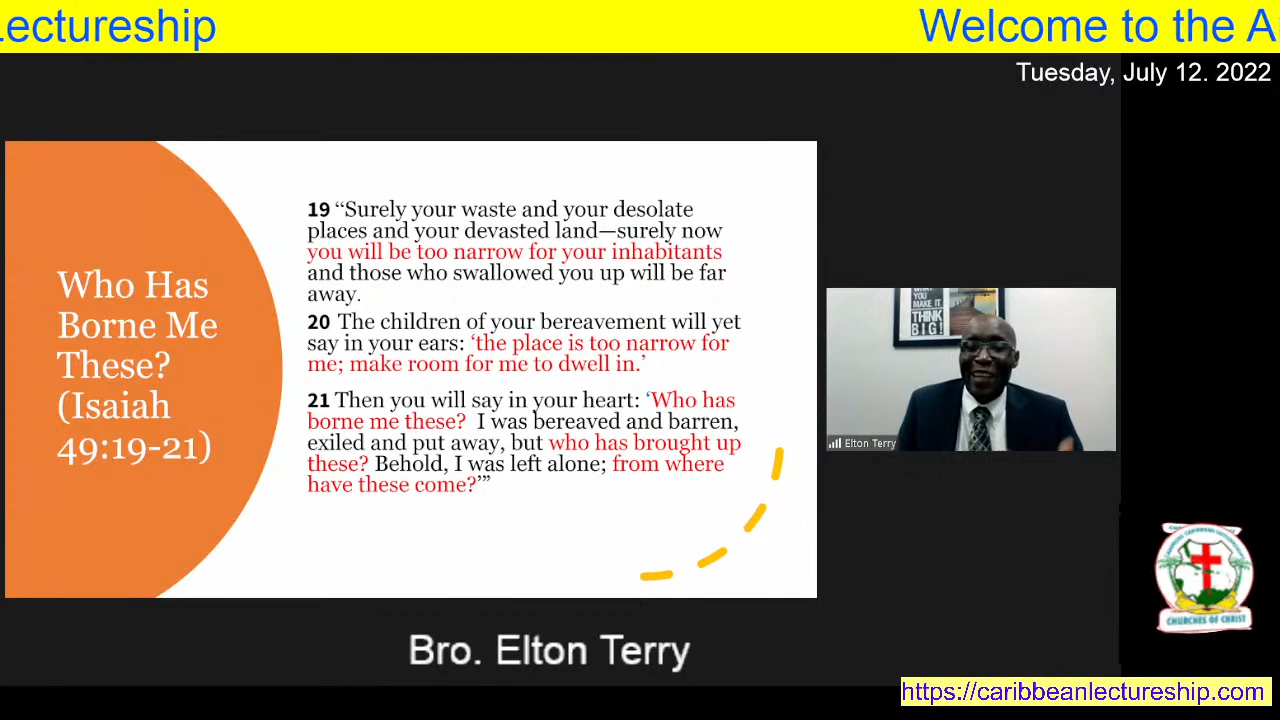 Lectureship
Welcome to the A
Tuesday, July 12. 2022
Who Has
Borne Me
These?
(Isaiah
49:19-21)
19 “Surely your waste and your desolate
places and your devasted land—surely now
you will be too narrow for your inhabitants
and those who swallowed you up will be far
away.
20 The children of your bereavement will yet
say in your ears: ‘the place is too narrow for
me; make room for me to dwell in.’
21 Then you will say in your heart: ‘Who has
borne me these? I was bereaved and barren,
exiled and put away, but who has brought up
these? Behold, I was left alone; from where
have these come?’”
YOU
MAKE IT
THINK
BIG!
Elton Terry
CHURCHES OF CHRIST
Bro. Elton Terry
https://caribbeanlectureship.com